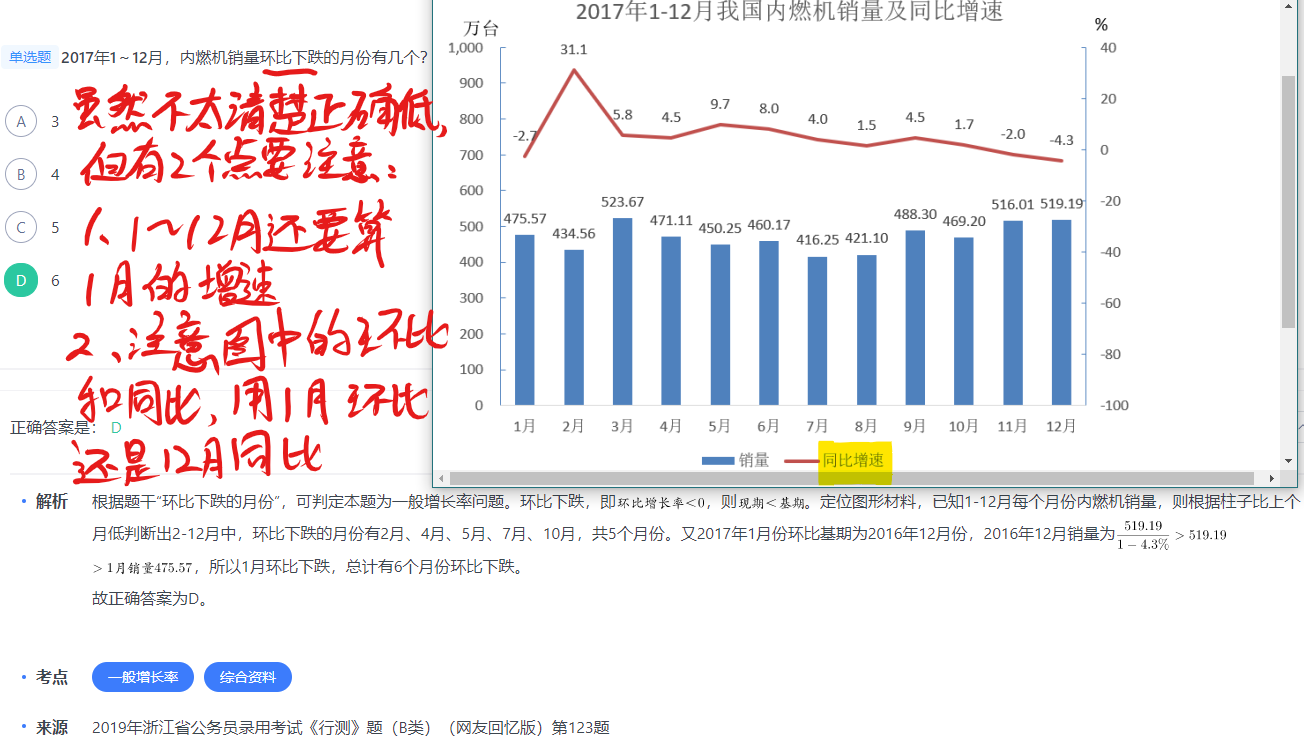 2017年1-12月我国内燃机销量及同比增速
万台
%
1,000
900
800
700
600
500
400
300
200
100
0
40
20
0
-20
-40
-60
-80
-100
-2.7
31.1
5.8
4.5
9.7
8.0
4.0
1.5
4.5
1.7
-2.0
-4.3
475.57
434.56
523.67
471.11
450.25
460.17
416.25
421.10
488.30
469.20
516.01
519.19
1月 2月 3月 4月 5月 6月 7月 8月 9月 10月 11月 12月
销量 同比增速
单选题 2017年1～12月，内燃机销量环比下跌的月份有几个？
A 3
B 4
C 5
D 6
虽然不太清楚正确低，
但有2个点要注意：
1、1～12月还要算
1月的增速
2、注意图中的环比
和同比，用1月环比
还是12月同比
正确答案是： D
解析 根据题干“环比下跌的月份”，可判定本题为一般增长率问题。环比下跌，即环比增长率<0，则现期<基期。定位图形材料，已知1-12月每个月份内燃机销量，则根据柱子比上个
月低判断出2-12月中，环比下跌的月份有2月、4月、5月、7月、10月，共5个月份。又2017年1月份环比基期为2016年12月份，2016年12月销量为519.19/(1-4.3%) > 519.19
> 1月销量475.57，所以1月环比下跌，总计有6个月份环比下跌。
故正确答案为D。
考点 一般增长率 综合资料
来源 2019年浙江省公务员录用考试《行测》题（B类）（网友回忆版）第123题